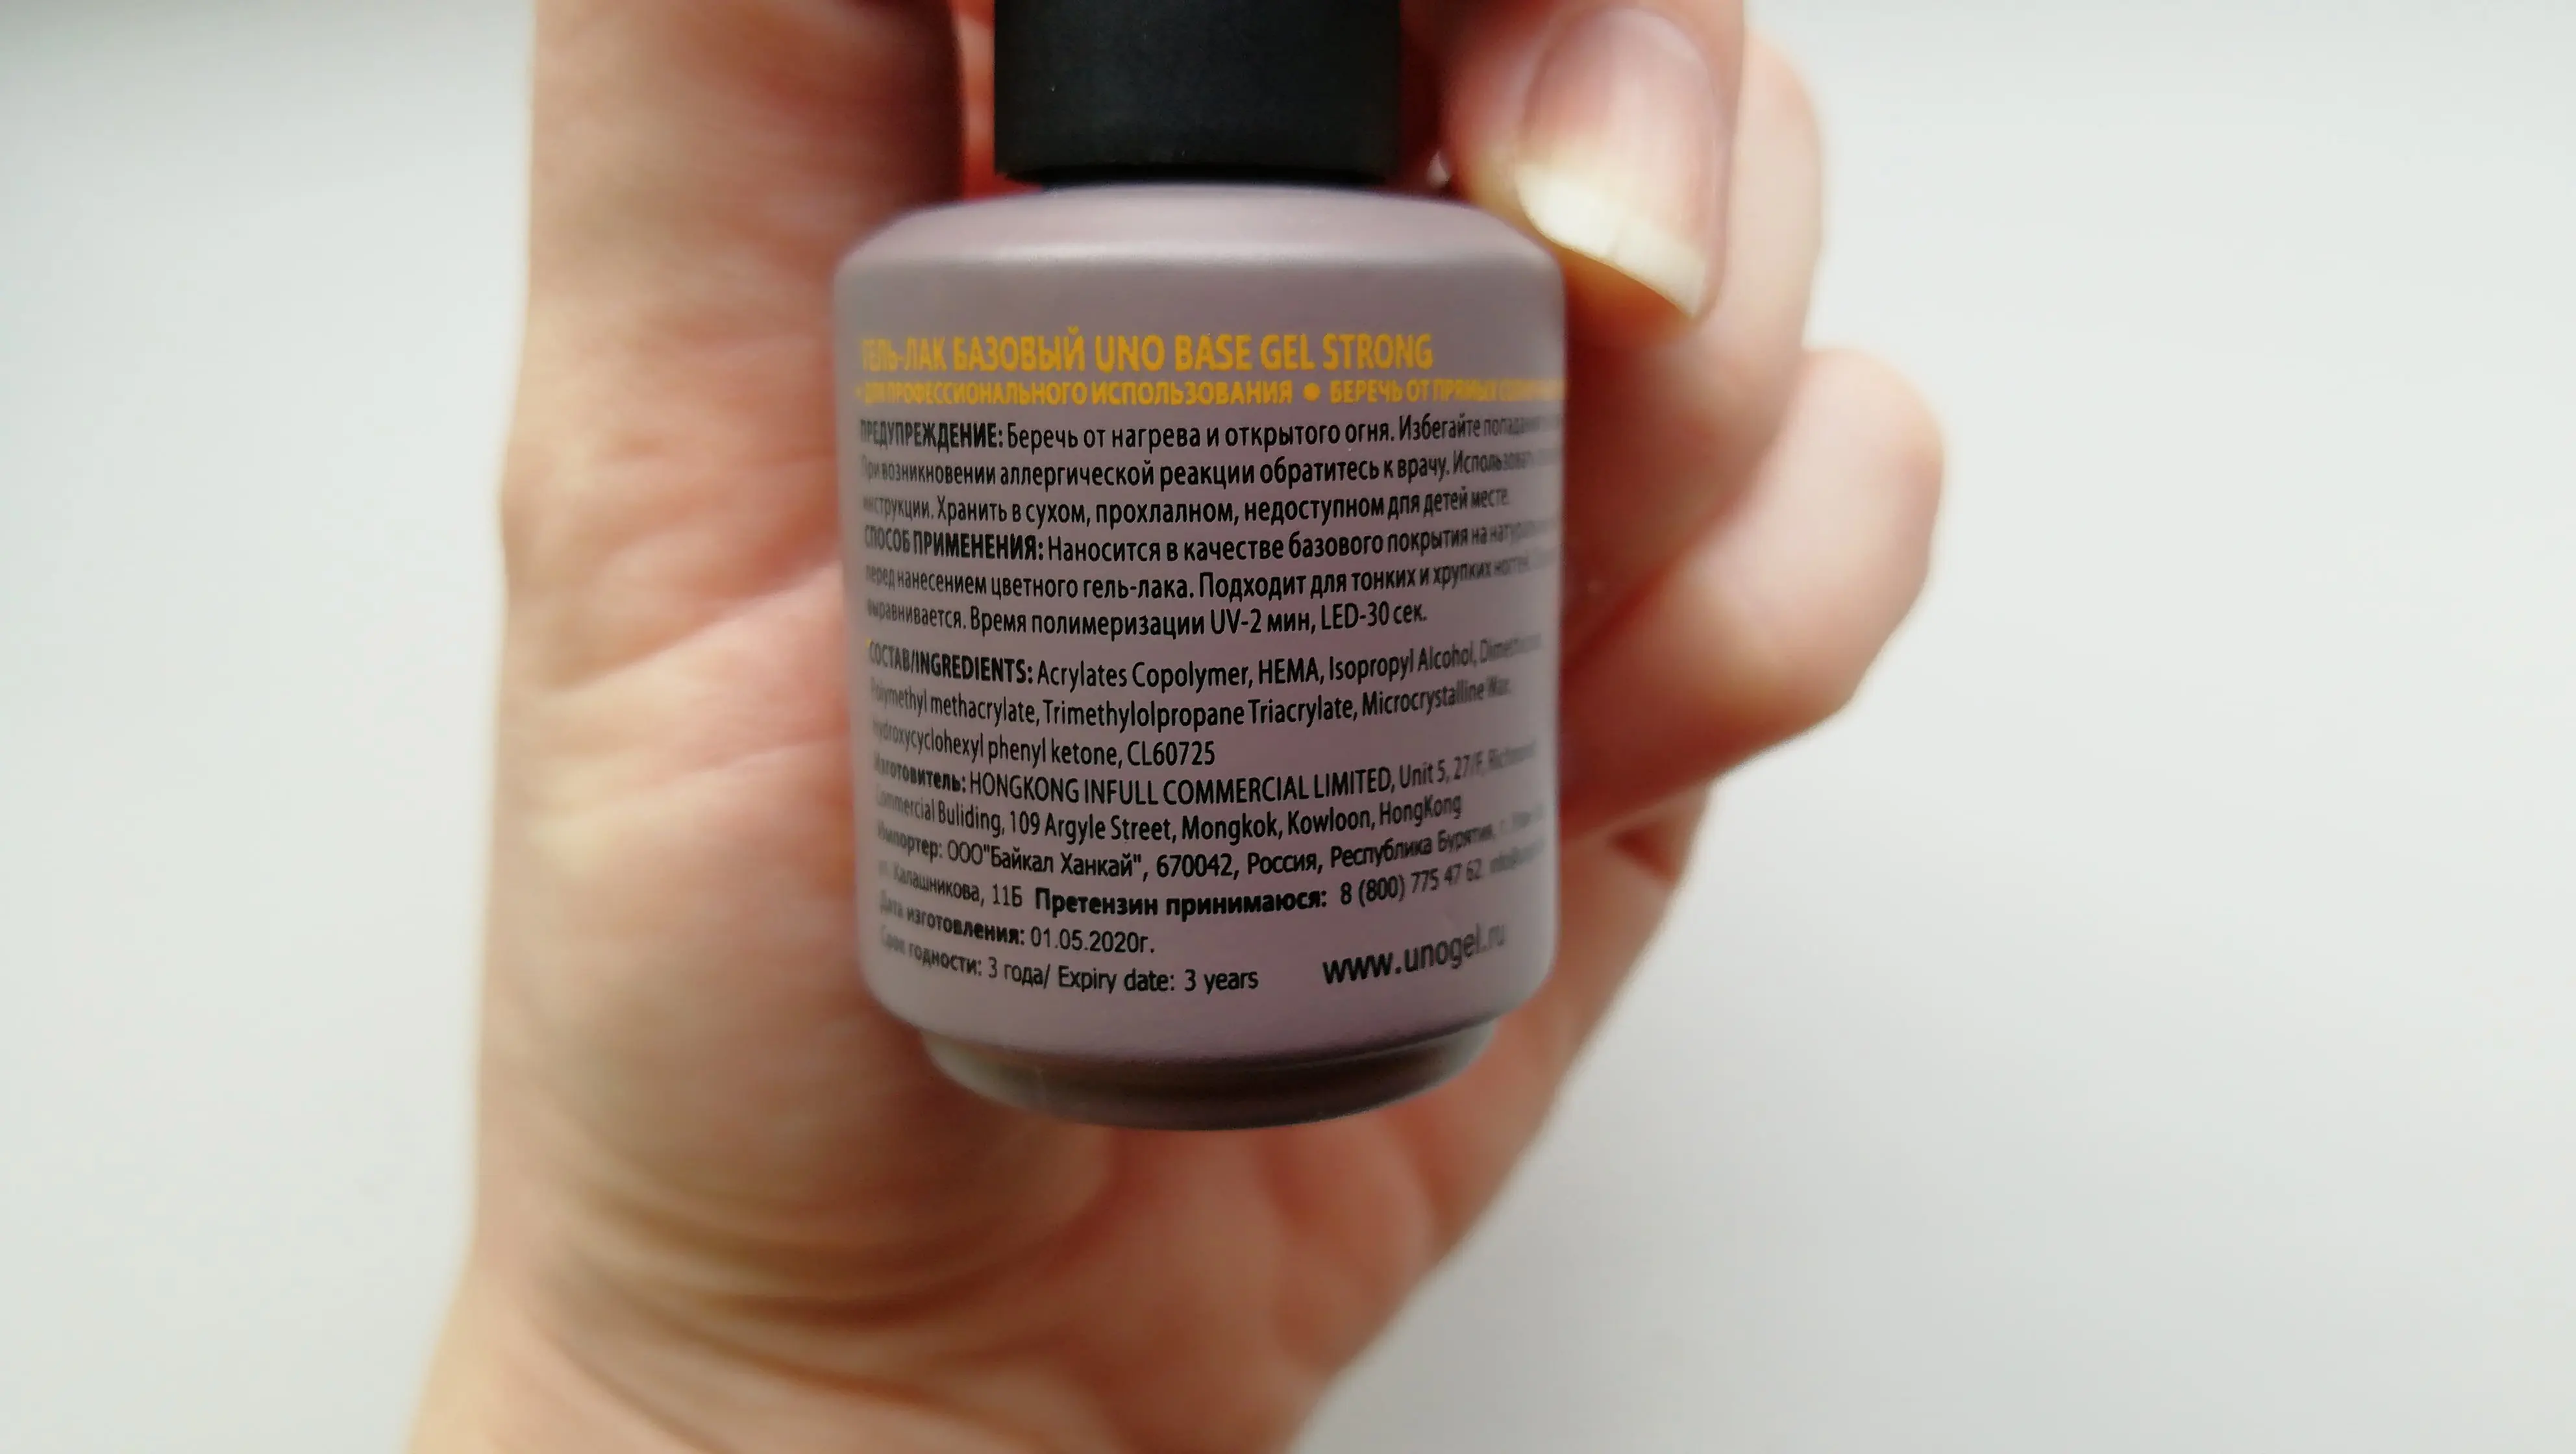 ГЕЛЬ-ЛАК БАЗОВЫЙ UNO BASE GEL STRONG
• ДЛЯ ПРОФЕССИОНАЛЬНОГО ИСПОЛЬЗОВАНИЯ ● БЕРЕЧЬ ОТ ПРЯМЫХ
ПРЕДУПРЕЖДЕНИЕ: Беречь от нагрева и открытого огня. Избегайте попадания
При возникновении аллергической реакции обратитесь к врачу. Использовать
инструкции. Хранить в сухом, прохлалном, недоступном для детей месте.
СПОСОБ ПРИМЕНЕНИЯ: Наносится в качестве базового покрытия на
перед нанесением цветного гель-лака. Подходит для тонких и хрупких ногтей.
выравнивается. Время полимеризации UV-2 мин, LED-30 сек.
СОСТАВ/INGREDIENTS: Acrylates Copolymer, HEMA, Isopropyl Alcohol,
Polymethyl methacrylate, Trimethylolpropane Triacrylate, Microcrystalline Wax,
Hydroxycyclohexyl phenyl ketone, CL60725
Изготовитель: HONGKONG INFULL COMMERCIAL LIMITED, Unit 5, 27/F, Richmond
Commercial Buliding, 109 Argyle Street, Mongkok, Kowloon, HongKong
Импортер: ООО"Байкал Ханкай", 670042, Россия, Республика Бурятия, г.
ул. Калашникова, 11Б Претензин принимаюся: 8 (800) 775 47 62
Дата изготовления: 01.05.2020г.
Срок годности: 3 года/ Expiry date: 3 years
www.unogel.ru